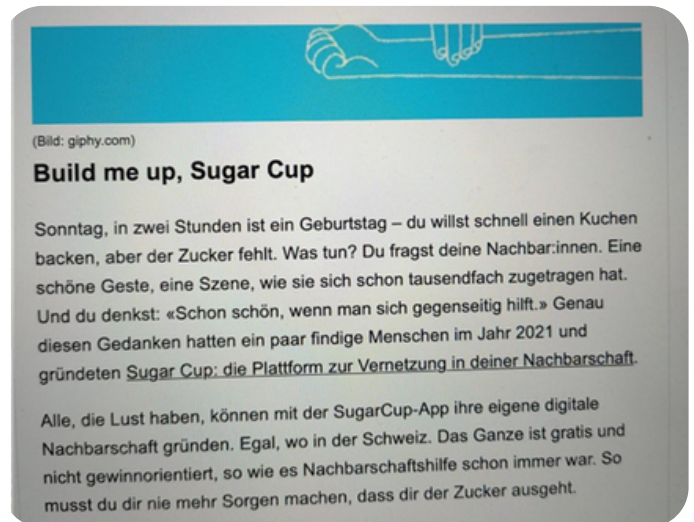 (Bild: giphy.com)
Build me up, Sugar Cup
Sonntag, in zwei Stunden ist ein Geburtstag – du willst schnell einen Kuchen
backen, aber der Zucker fehlt. Was tun? Du fragst deine Nachbar:innen. Eine
schöne Geste, eine Szene, wie sie sich schon tausendfach zugetragen hat.
Und du denkst: «Schon schön, wenn man sich gegenseitig hilft.» Genau
diesen Gedanken hatten ein paar findige Menschen im Jahr 2021 und
gründeten Sugar Cup: die Plattform zur Vernetzung in deiner Nachbarschaft.
Alle, die Lust haben, können mit der SugarCup-App ihre eigene digitale
Nachbarschaft gründen. Egal, wo in der Schweiz. Das Ganze ist gratis und
nicht gewinnorientiert, so wie es Nachbarschaftshilfe schon immer war. So
musst du dir nie mehr Sorgen machen, dass dir der Zucker ausgeht.